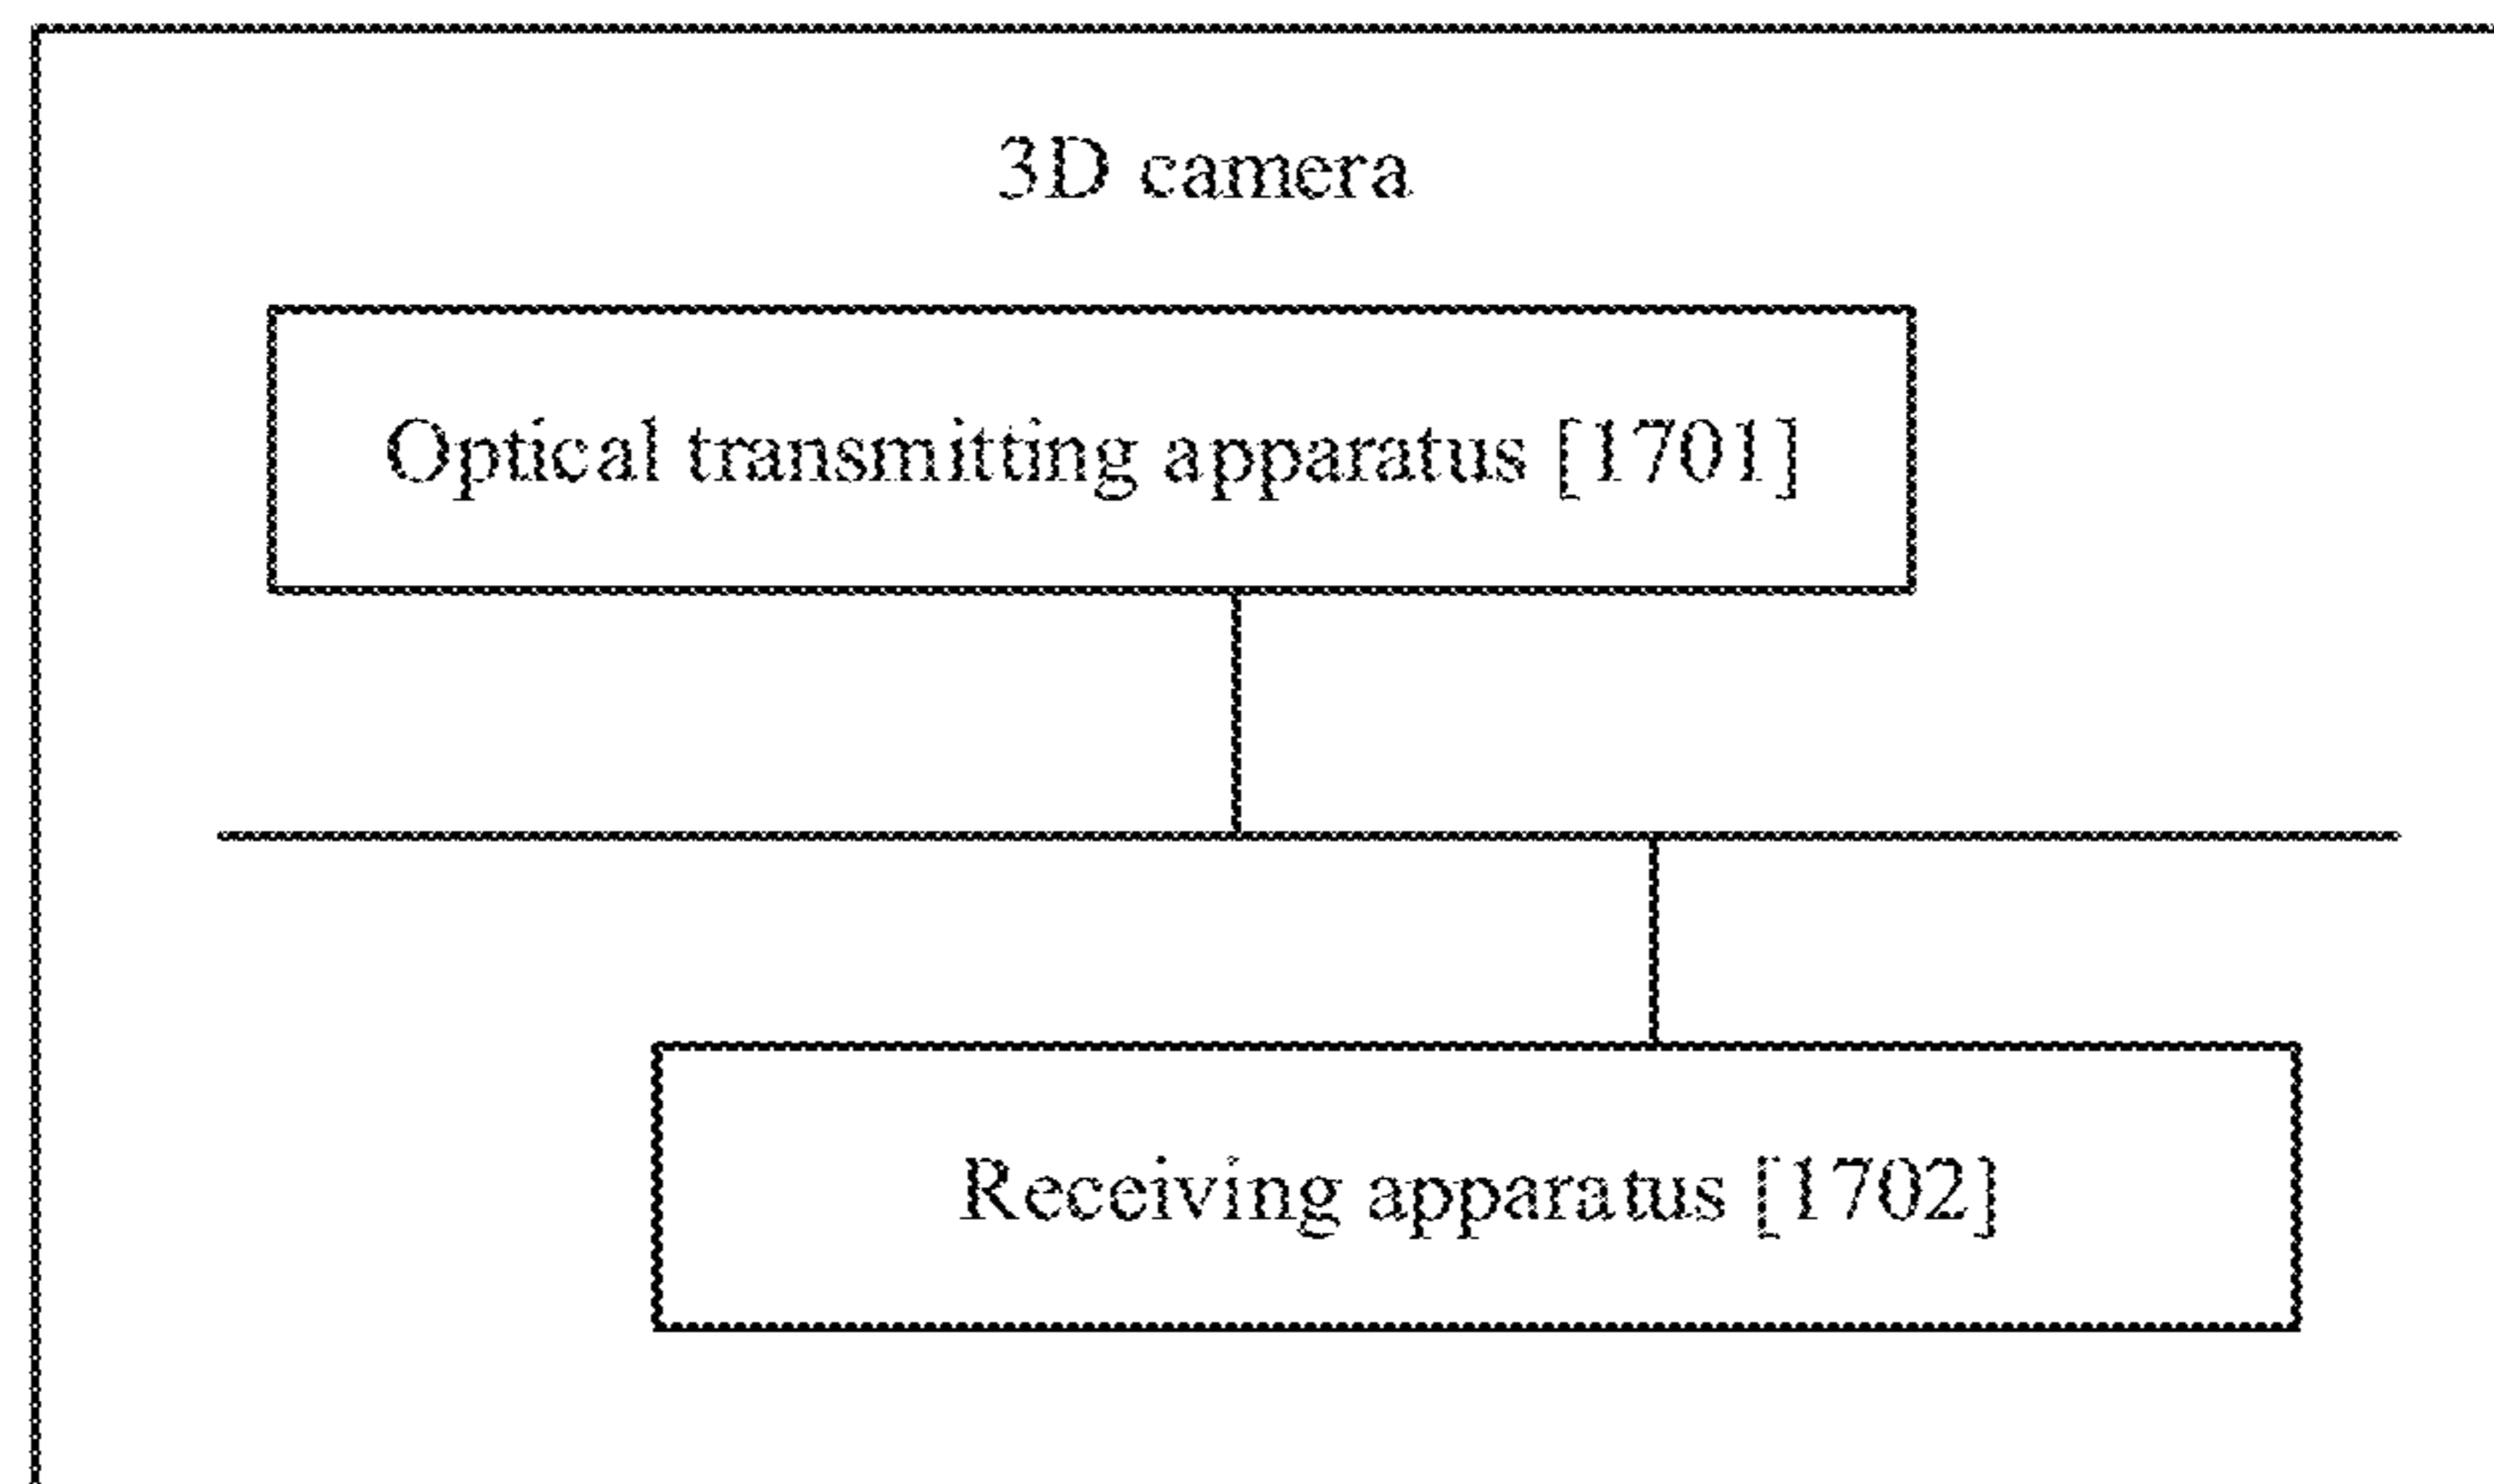 3D camera
Optical transmitting apparatus [1701]
Receiving apparatus [1702]